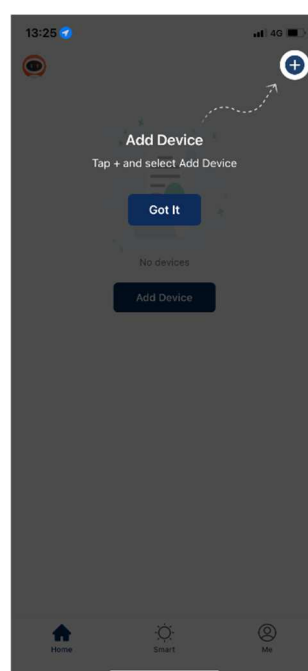 13:25
4G
Add Device
Tap + and select Add Device
Got It
No devices
Add Device
Home
Smart
Me